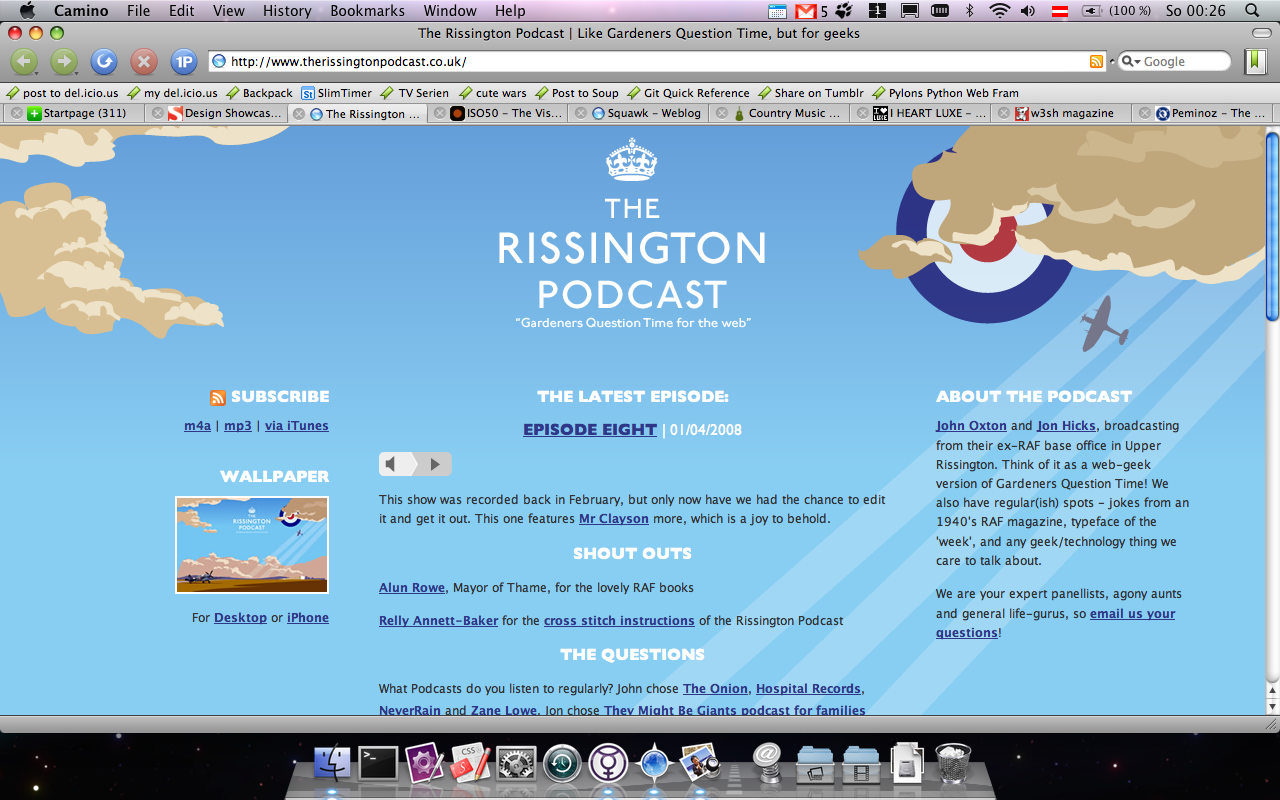 Camino File Edit View History Bookmarks Window Help 5 1 (100 %) So 00:26
The Rissington Podcast | Like Gardeners Question Time, but for geeks
1P http://www.therissingtonpodcast.co.uk/ Google
post to del.icio.us my del.icio.us Backpack St SlimTimer TV Serien cute wars Post to Soup Git Quick Reference Share on Tumblr Pylons Python Web Fram
Startpage (311) Design Showcas... The Rissington ... ISO50 – The Vis... Squawk – Weblog Country Music ... I HEART LUXE – ... w3sh magazine Peminoz – The ...
THE
RISSINGTON
PODCAST
“Gardeners Question Time for the web”
SUBSCRIBE
m4a | mp3 | via iTunes
WALLPAPER
THE
RISSINGTON
PODCAST
For Desktop or iPhone
THE LATEST EPISODE:
EPISODE EIGHT | 01/04/2008
This show was recorded back in February, but only now have we had the chance to edit
it and get it out. This one features Mr Clayson more, which is a joy to behold.
SHOUT OUTS
Alun Rowe, Mayor of Thame, for the lovely RAF books
Relly Annett-Baker for the cross stitch instructions of the Rissington Podcast
THE QUESTIONS
What Podcasts do you listen to regularly? John chose The Onion, Hospital Records,
NeverRain and Zane Lowe. Jon chose They Might Be Giants podcast for families
ABOUT THE PODCAST
John Oxton and Jon Hicks, broadcasting
from their ex-RAF base office in Upper
Rissington. Think of it as a web-geek
version of Gardeners Question Time! We
also have regular(ish) spots - jokes from an
1940's RAF magazine, typeface of the
'week', and any geek/technology thing we
care to talk about.
We are your expert panellists, agony aunts
and general life-gurus, so email us your
questions!
CSS